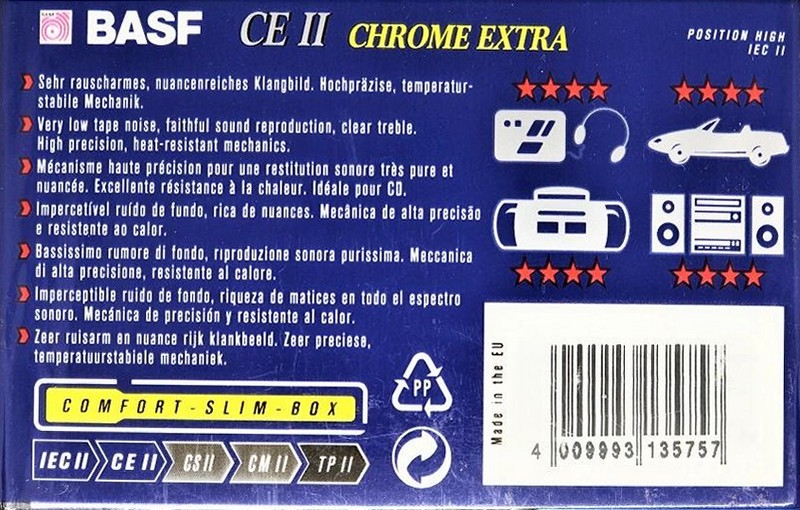 BASF CE II CHROME EXTRA
POSITION HIGH
IEC II
Sehr rauscharmes, nuancenreiches Klangbild. Hochpräzise, temperatur-
stabile Mechanik.
Very low tape noise, faithful sound reproduction, clear treble.
High precision, heat-resistant mechanics.
Mécanisme haute précision pour une restitution sonore très pure et
nuancée. Excellente résistance à la chaleur. Idéale pour CD.
Impercetível ruído de fundo, rica de nuances. Mecânica de alta precisão
e resistente ao calor.
Bassissimo rumore di fondo, riproduzione sonora purissima. Meccanica
di alta precisione, resistente al calore.
Imperceptible ruido de fondo, riqueza de matices en todo el espectro
sonoro. Mecánica de precisión y resistente al calor.
Zeer ruisarm en nuance rijk klankbeeld. Zeer preciese,
temperatuurstabiele mechaniek.
COMFORT-SLIM-BOX
IEC II CE II CS II CM II TP II
PP
Made in the EU
4 009993 135757